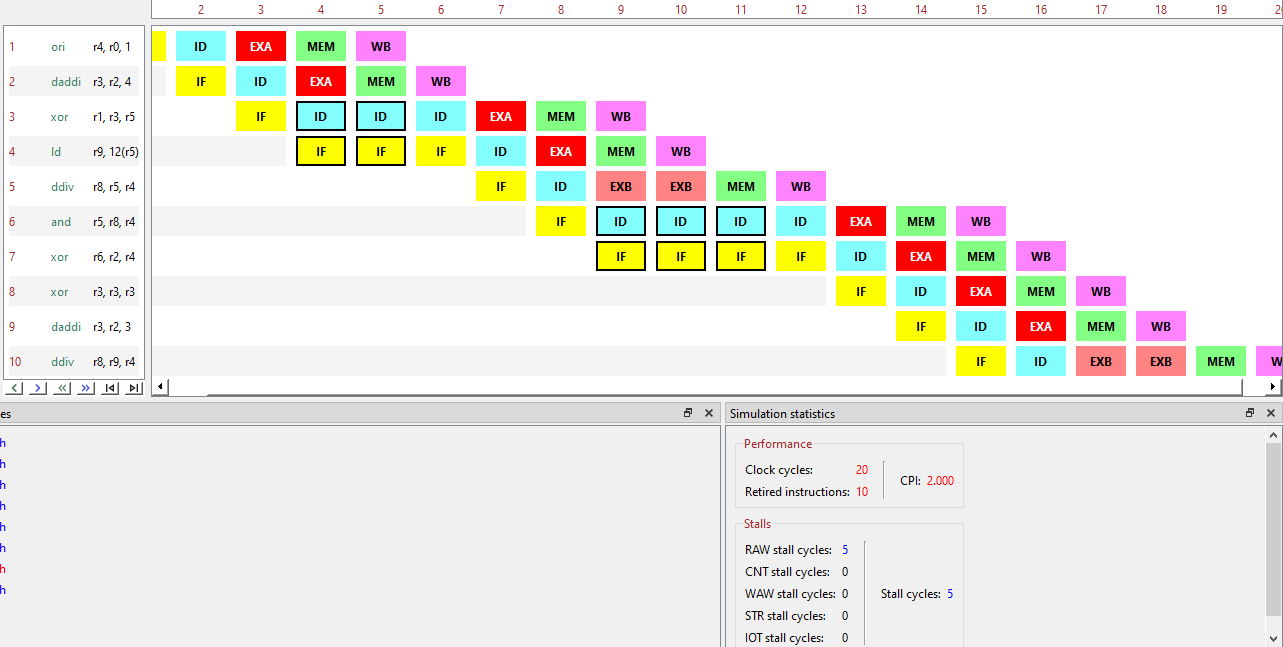 2 3 4 5 6 7 8 9 10 11 12 13 14 15 16 17 18 19
1 ori r4, r0, 1 ID EXA MEM WB
2 daddi r3, r2, 4 IF ID EXA MEM WB
3 xor r1, r3, r5 IF ID ID ID EXA MEM WB
4 ld r9, 12(r5) IF IF IF ID EXA MEM WB
5 ddiv r8, r5, r4 IF ID EXB EXB MEM WB
6 and r5, r8, r4 IF ID ID ID ID EXA MEM WB
7 xor r6, r2, r4 IF IF IF IF ID EXA MEM WB
8 xor r3, r3, r3 IF ID EXA MEM WB
9 daddi r3, r2, 3 IF ID EXA MEM WB
10 ddiv r8, r9, r4 IF ID EXB EXB MEM W
es
h
h
h
h
h
h
h
h
Simulation statistics
Performance
Clock cycles: 20
CPI: 2.000
Retired instructions: 10
Stalls
RAW stall cycles: 5
CNT stall cycles: 0
WAW stall cycles: 0 Stall cycles: 5
STR stall cycles: 0
IOT stall cycles: 0